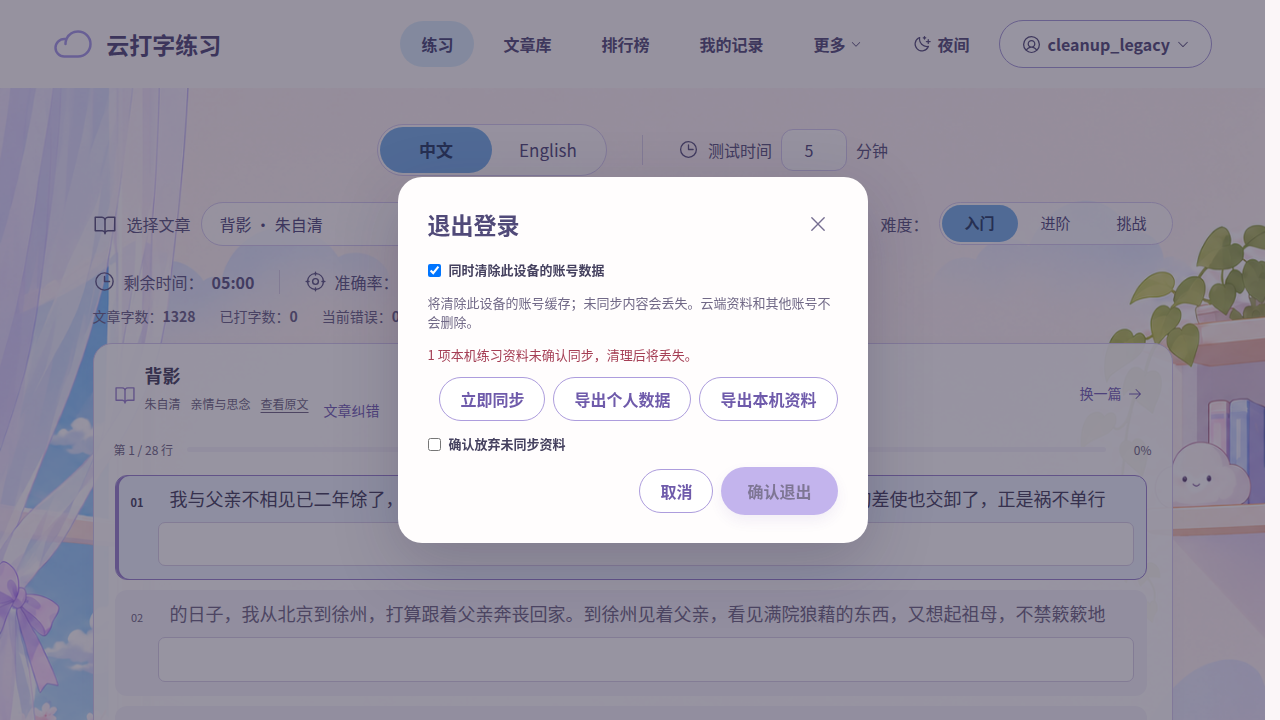 云打字练习
练习 文章库 排行榜 我的记录 更多 夜间 cleanup_legacy
中文 English 测试时间 5 分钟
选择文章 背影 · 朱自清 难度： 入门 进阶 挑战
剩余时间： 05:00 准确率：
文章字数：1328 已打字数：0 当前错误：0
退出登录
同时清除此设备的账号数据
将清除此设备的账号缓存；未同步内容会丢失。云端资料和其他账号不
会删除。
1 项本机练习资料未确认同步，清理后将丢失。
立即同步 导出个人数据 导出本机资料
确认放弃未同步资料
取消 确认退出
背影
朱自清 亲情与思念 查看原文 文章纠错 换一篇
第 1 / 28 行 0%
01 我与父亲不相见已二年馀了， 差使也交卸了，正是祸不单行
02 的日子，我从北京到徐州，打算跟着父亲奔丧回家。到徐州见着父亲，看见满院狼藉的东西，又想起祖母，不禁簌簌地